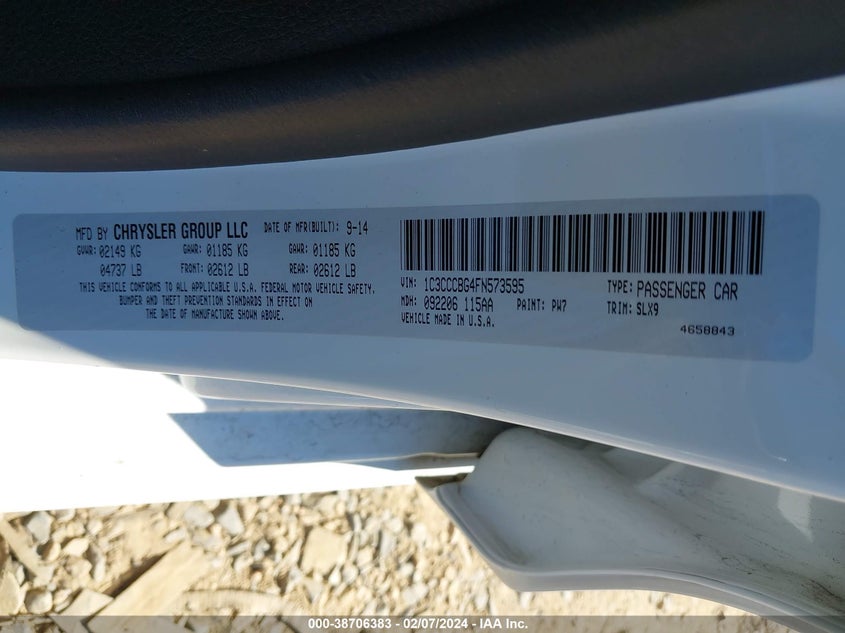 MFD BY CHRYSLER GROUP LLC DATE OF MFR(BUILT): 9-14
GVWR: 02149 KG GAWR: 01185 KG GAWR: 01185 KG
04737 LB FRONT: 02612 LB REAR: 02612 LB
THIS VEHICLE CONFORMS TO ALL APPLICABLE U.S.A. FEDERAL MOTOR VEHICLE SAFETY,
BUMPER AND THEFT PREVENTION STANDARDS IN EFFECT ON
THE DATE OF MANUFACTURE SHOWN ABOVE.
VIN: 1C3CCCBG4FN573595 TYPE: PASSENGER CAR
MDH: 092206 115AA PAINT: PW7 TRIM: SLX9
VEHICLE MADE IN U.S.A.
4658843
000-38706383 - 02/07/2024 - IAA Inc.